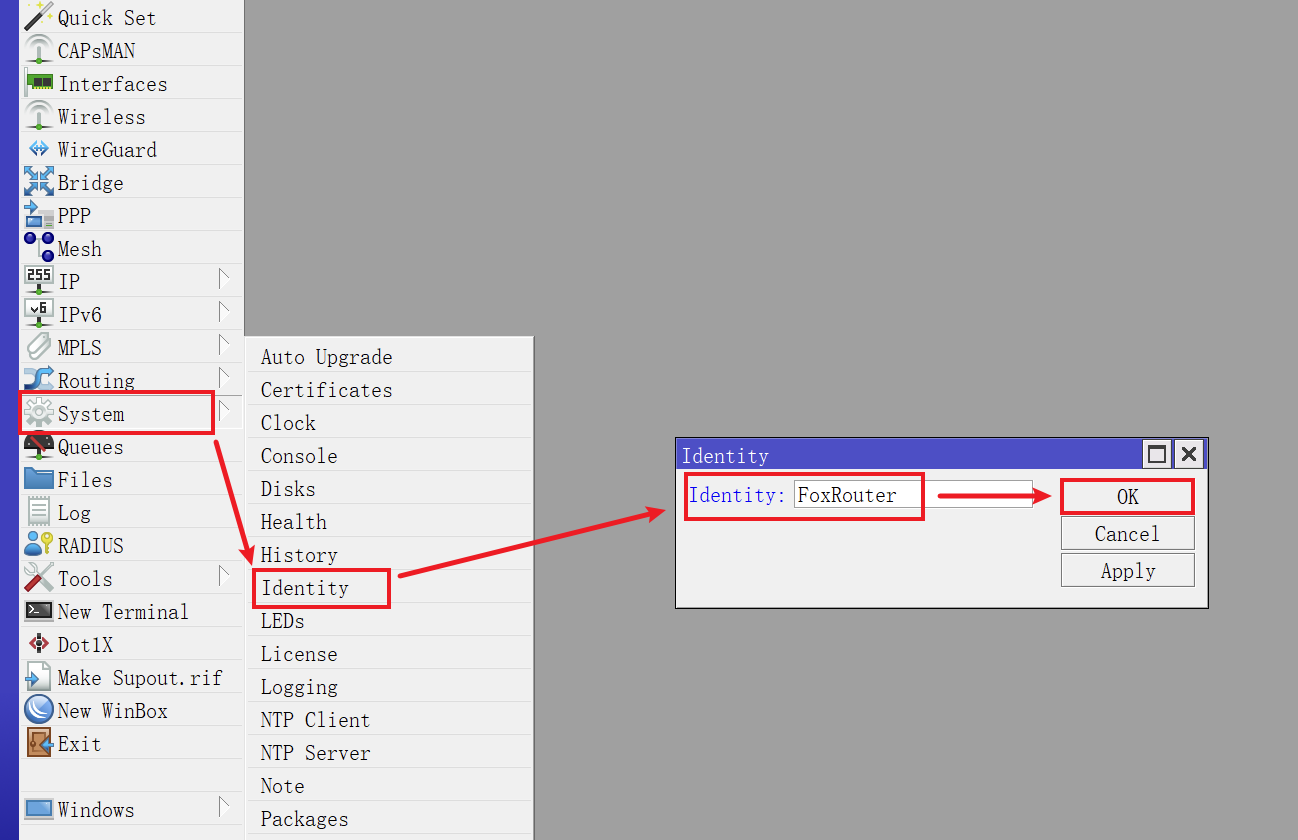 Quick Set
CAPsMAN
Interfaces
Wireless
WireGuard
Bridge
PPP
Mesh
255
IP
v6
IPv6
MPLS
Routing
System
Queues
Files
Log
RADIUS
Tools
New Terminal
Dot1X
Make Supout.rif
New WinBox
Exit
Windows
Auto Upgrade
Certificates
Clock
Console
Disks
Health
History
Identity
LEDs
License
Logging
NTP Client
NTP Server
Note
Packages
Identity
Identity: FoxRouter
OK
Cancel
Apply